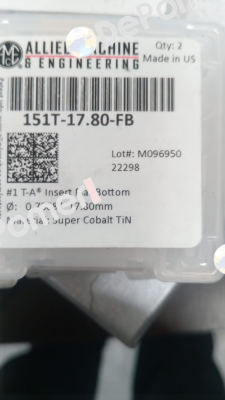 ALLIED MACHINE
& ENGINEERING
Qty: 2
Made in US
151T-17.80-FB
Lot#: M096950
22298
#1 T-A® Insert Bottom
Ø: 17.80mm
Super Cobalt TiN